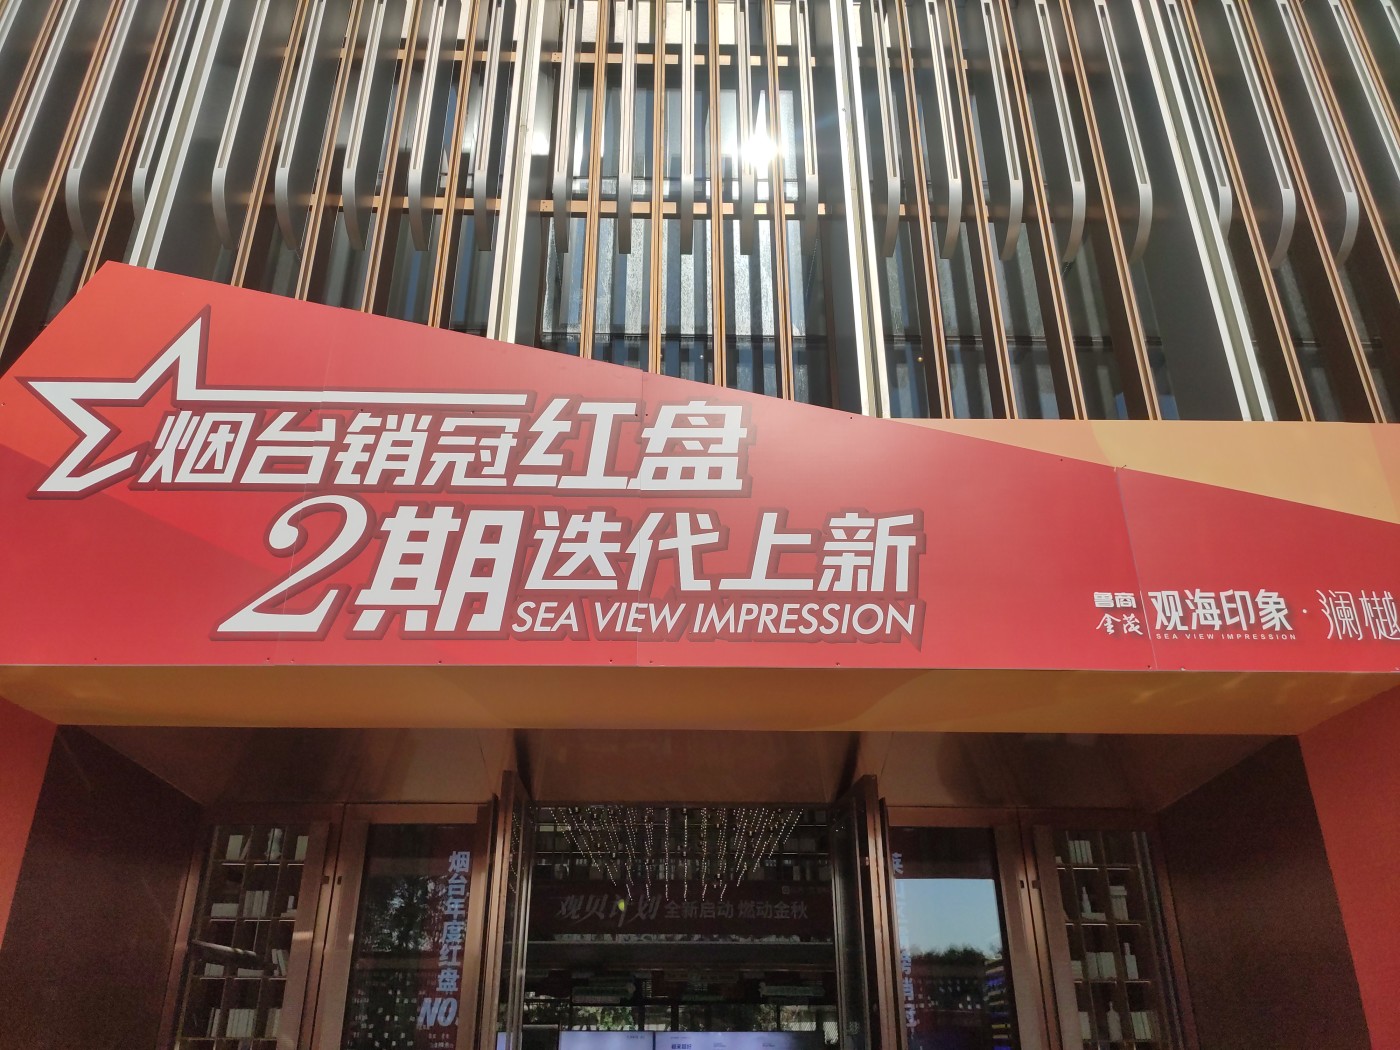 烟台销冠红盘
2期迭代上新
SEA VIEW IMPRESSION
鲁商
金茂
观海印象·澜樾
SEA VIEW IMPRESSION
烟台年度红盘
NO
观贝计划 全新启动 燃动金秋